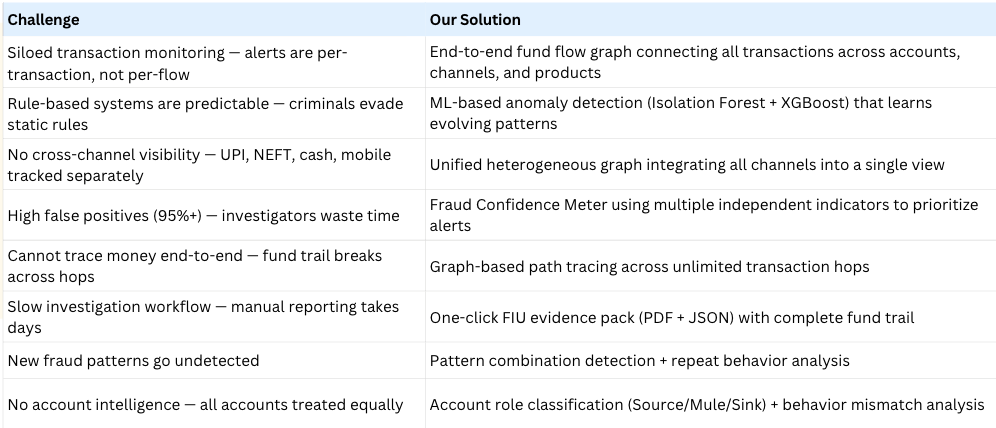 Challenge
Our Solution
Siloed transaction monitoring — alerts are per-
transaction, not per-flow
End-to-end fund flow graph connecting all transactions across accounts,
channels, and products
Rule-based systems are predictable — criminals evade
static rules
ML-based anomaly detection (Isolation Forest + XGBoost) that learns
evolving patterns
No cross-channel visibility — UPI, NEFT, cash, mobile
tracked separately
Unified heterogeneous graph integrating all channels into a single view
High false positives (95%+) — investigators waste time
Fraud Confidence Meter using multiple independent indicators to prioritize
alerts
Cannot trace money end-to-end — fund trail breaks
across hops
Graph-based path tracing across unlimited transaction hops
Slow investigation workflow — manual reporting takes
days
One-click FIU evidence pack (PDF + JSON) with complete fund trail
New fraud patterns go undetected
Pattern combination detection + repeat behavior analysis
No account intelligence — all accounts treated equally
Account role classification (Source/Mule/Sink) + behavior mismatch analysis